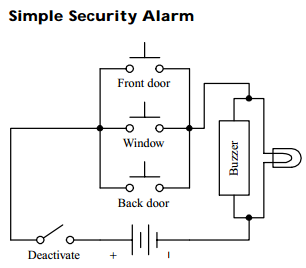 Simple Security Alarm
Front door
Window
Buzzer
Back door
Deactivate
+
-